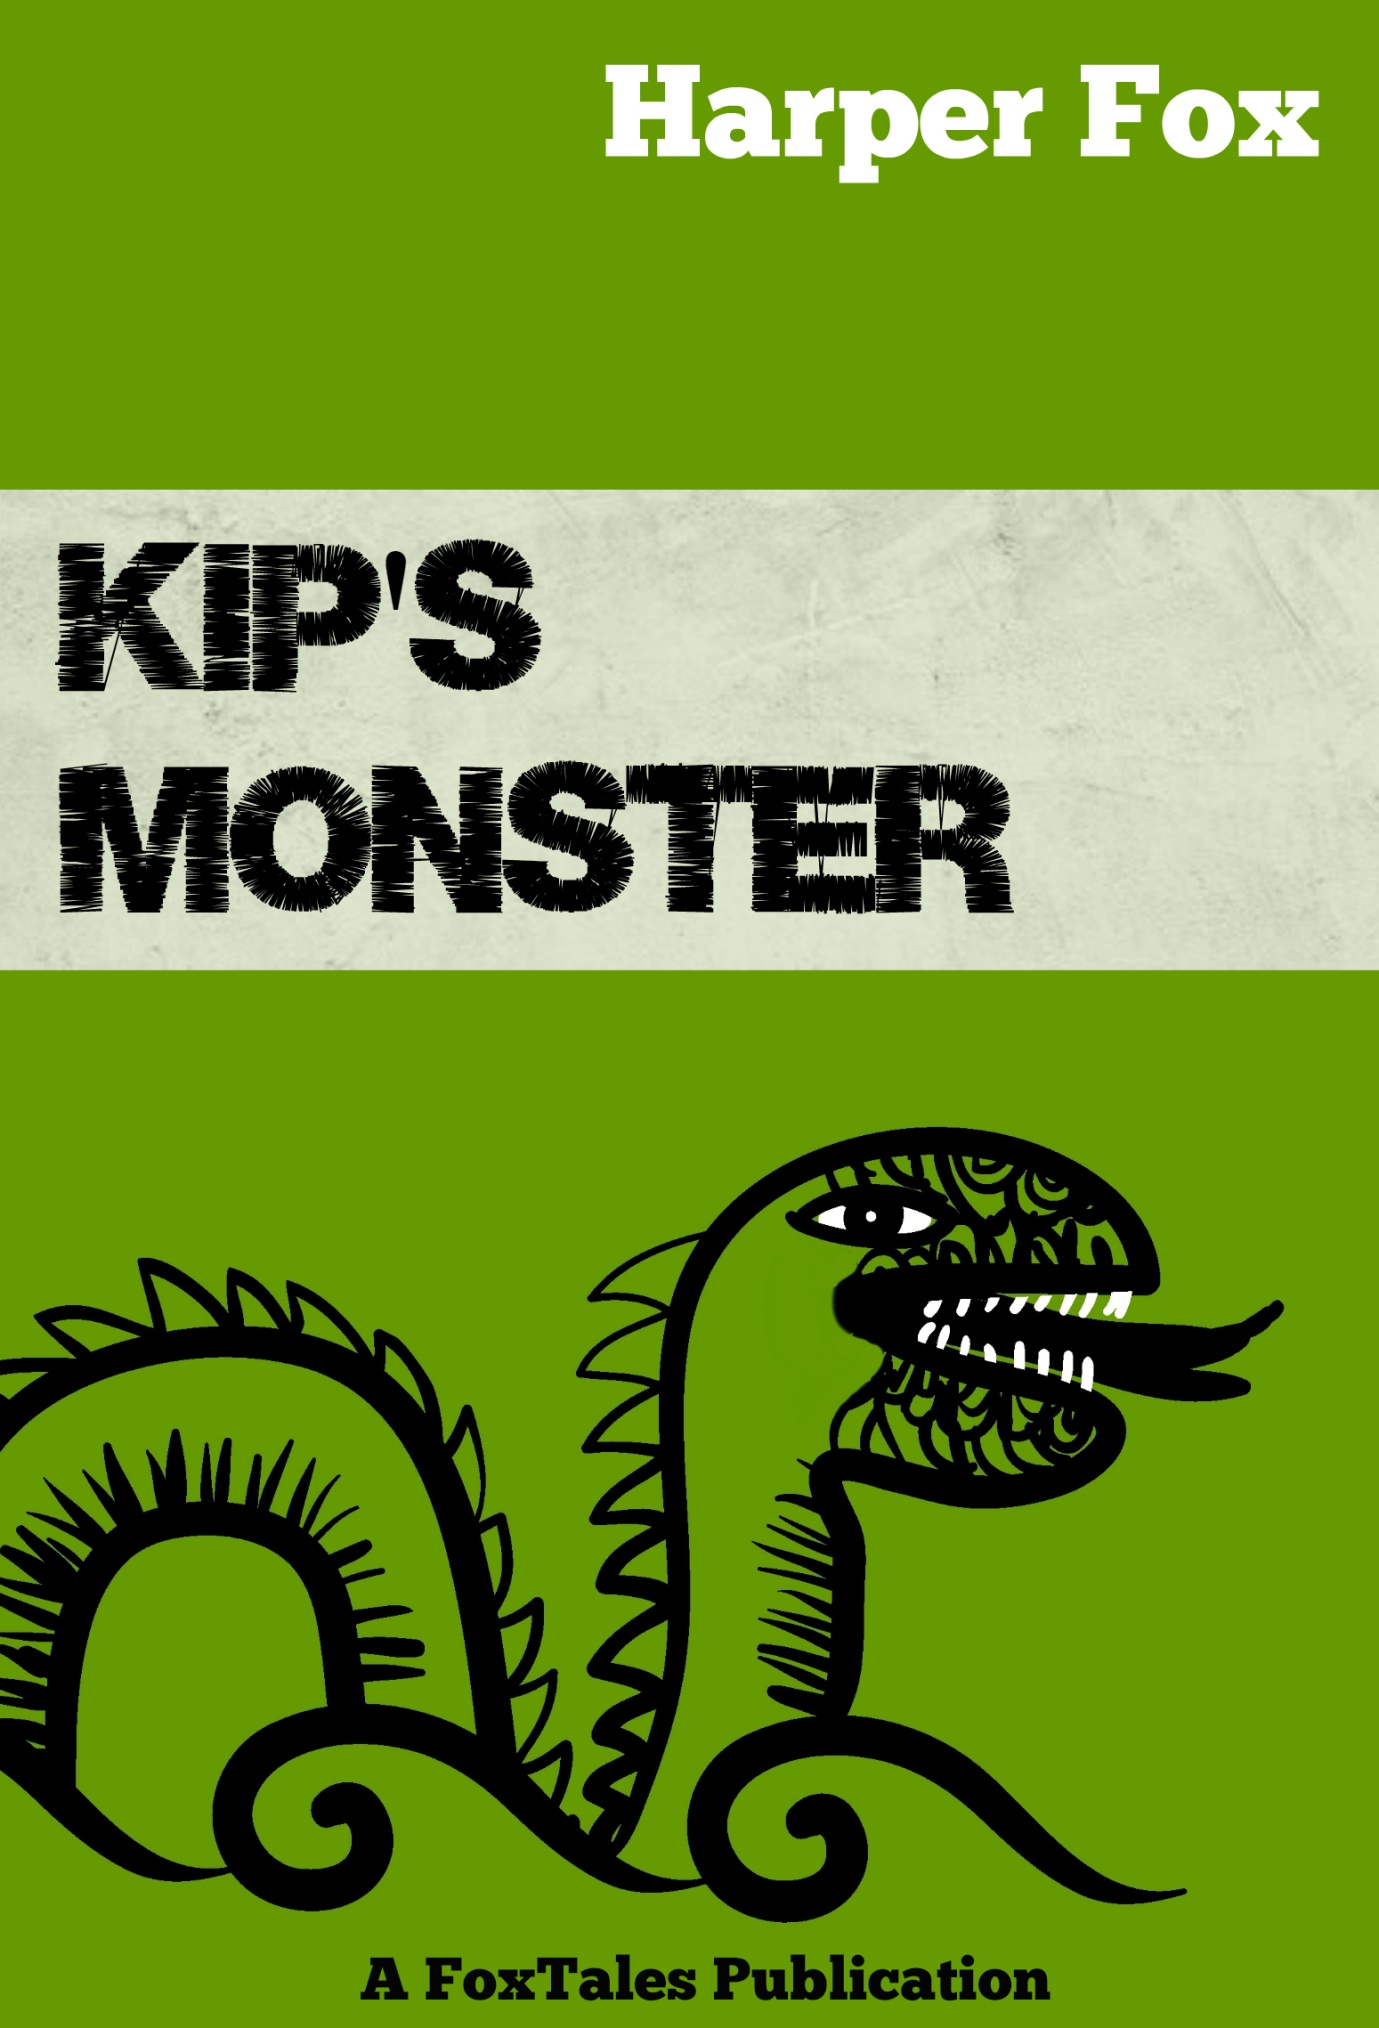 Harper Fox
KIP'S
MONSTER
A FoxTales Publication